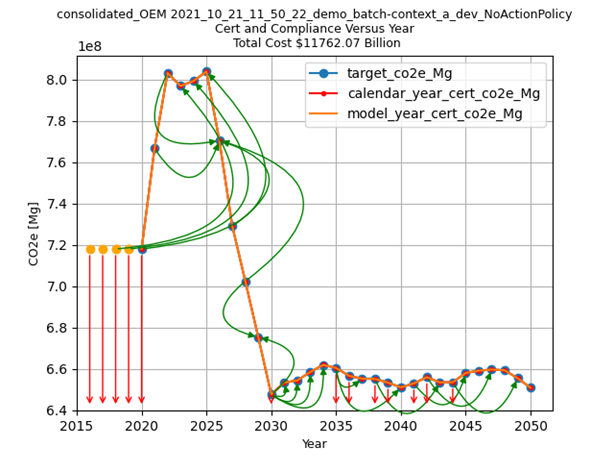 consolidated_OEM 2021_10_21_11_50_22_demo_batch-context_a_dev_NoActionPolicy
Cert and Compliance Versus Year
Total Cost $11762.07 Billion
1e8
target_co2e_Mg
calendar_year_cert_co2e_Mg
model_year_cert_co2e_Mg
CO2e [Mg]
8.0
7.8
7.6
7.4
7.2
7.0
6.8
6.6
6.4
2015 2020 2025 2030 2035 2040 2045 2050
Year